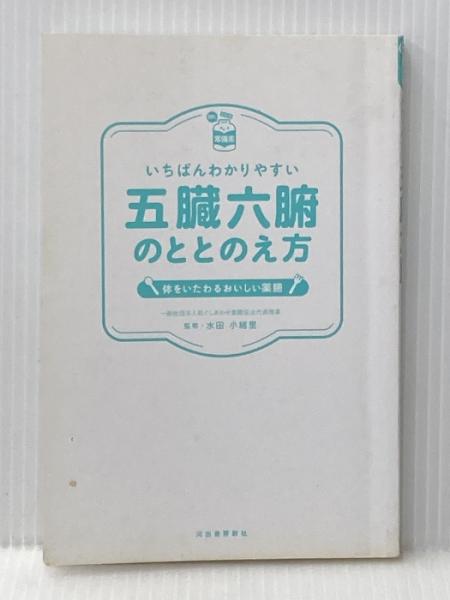 常備菜
いちばんわかりやすい
五臓六腑
のととのえ方
体をいたわるおいしい薬膳
監修・水田 小緒里
河出書房新社